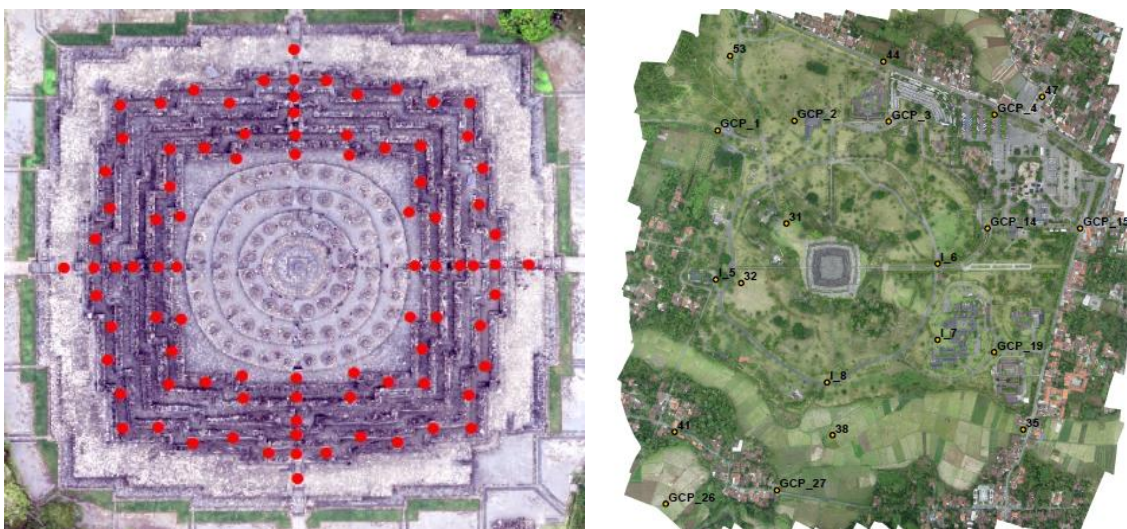 53
44
47
GCP_1
GCP_2
GCP_3
GCP_4
31
GCP_14
GCP_15
I_5
32
I_6
I_7
GCP_19
I_8
41
38
35
GCP_26
GCP_27